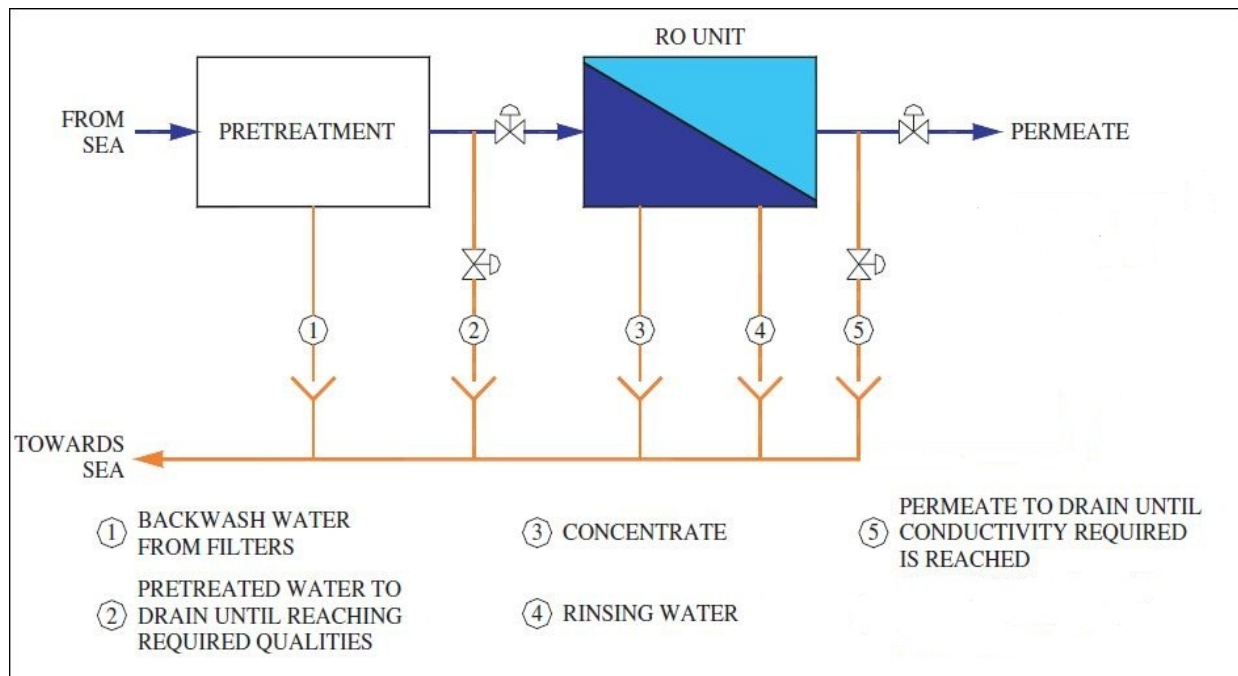 RO UNIT
FROM
SEA
PRETREATMENT
PERMEATE
1
2
3
4
5
TOWARDS
SEA
1 BACKWASH WATER
FROM FILTERS
2 PRETREATED WATER TO
DRAIN UNTIL REACHING
REQUIRED QUALITIES
3 CONCENTRATE
4 RINSING WATER
5 PERMEATE TO DRAIN UNTIL
CONDUCTIVITY REQUIRED
IS REACHED